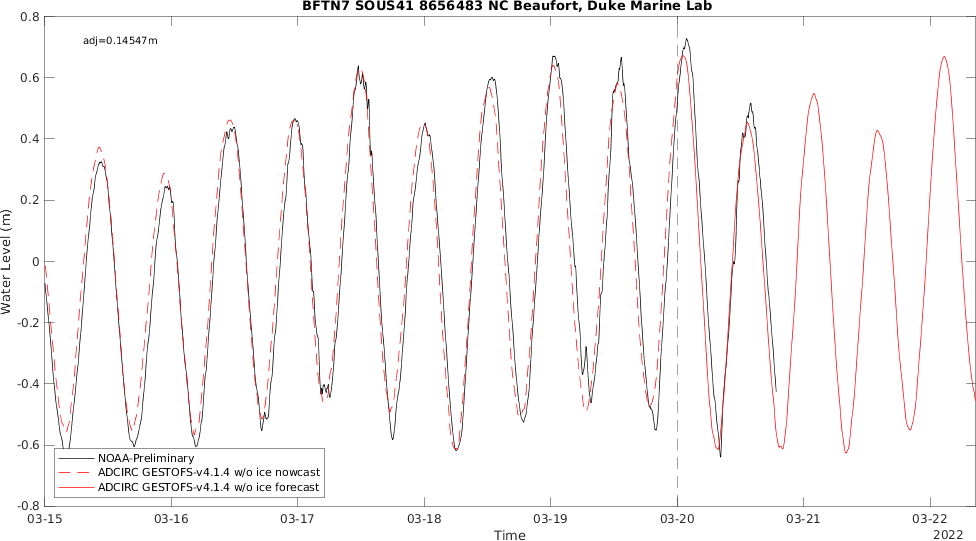 BFTN7 SOUS41 8656483 NC Beaufort, Duke Marine Lab
adj=0.14547m
0.8
0.6
0.4
0.2
0
-0.2
-0.4
-0.6
-0.8
Water Level (m)
NOAA-Preliminary
ADCIRC GESTOFS-v4.1.4 w/o ice nowcast
ADCIRC GESTOFS-v4.1.4 w/o ice forecast
03-15 03-16 03-17 03-18 03-19 03-20 03-21 03-22
Time
2022